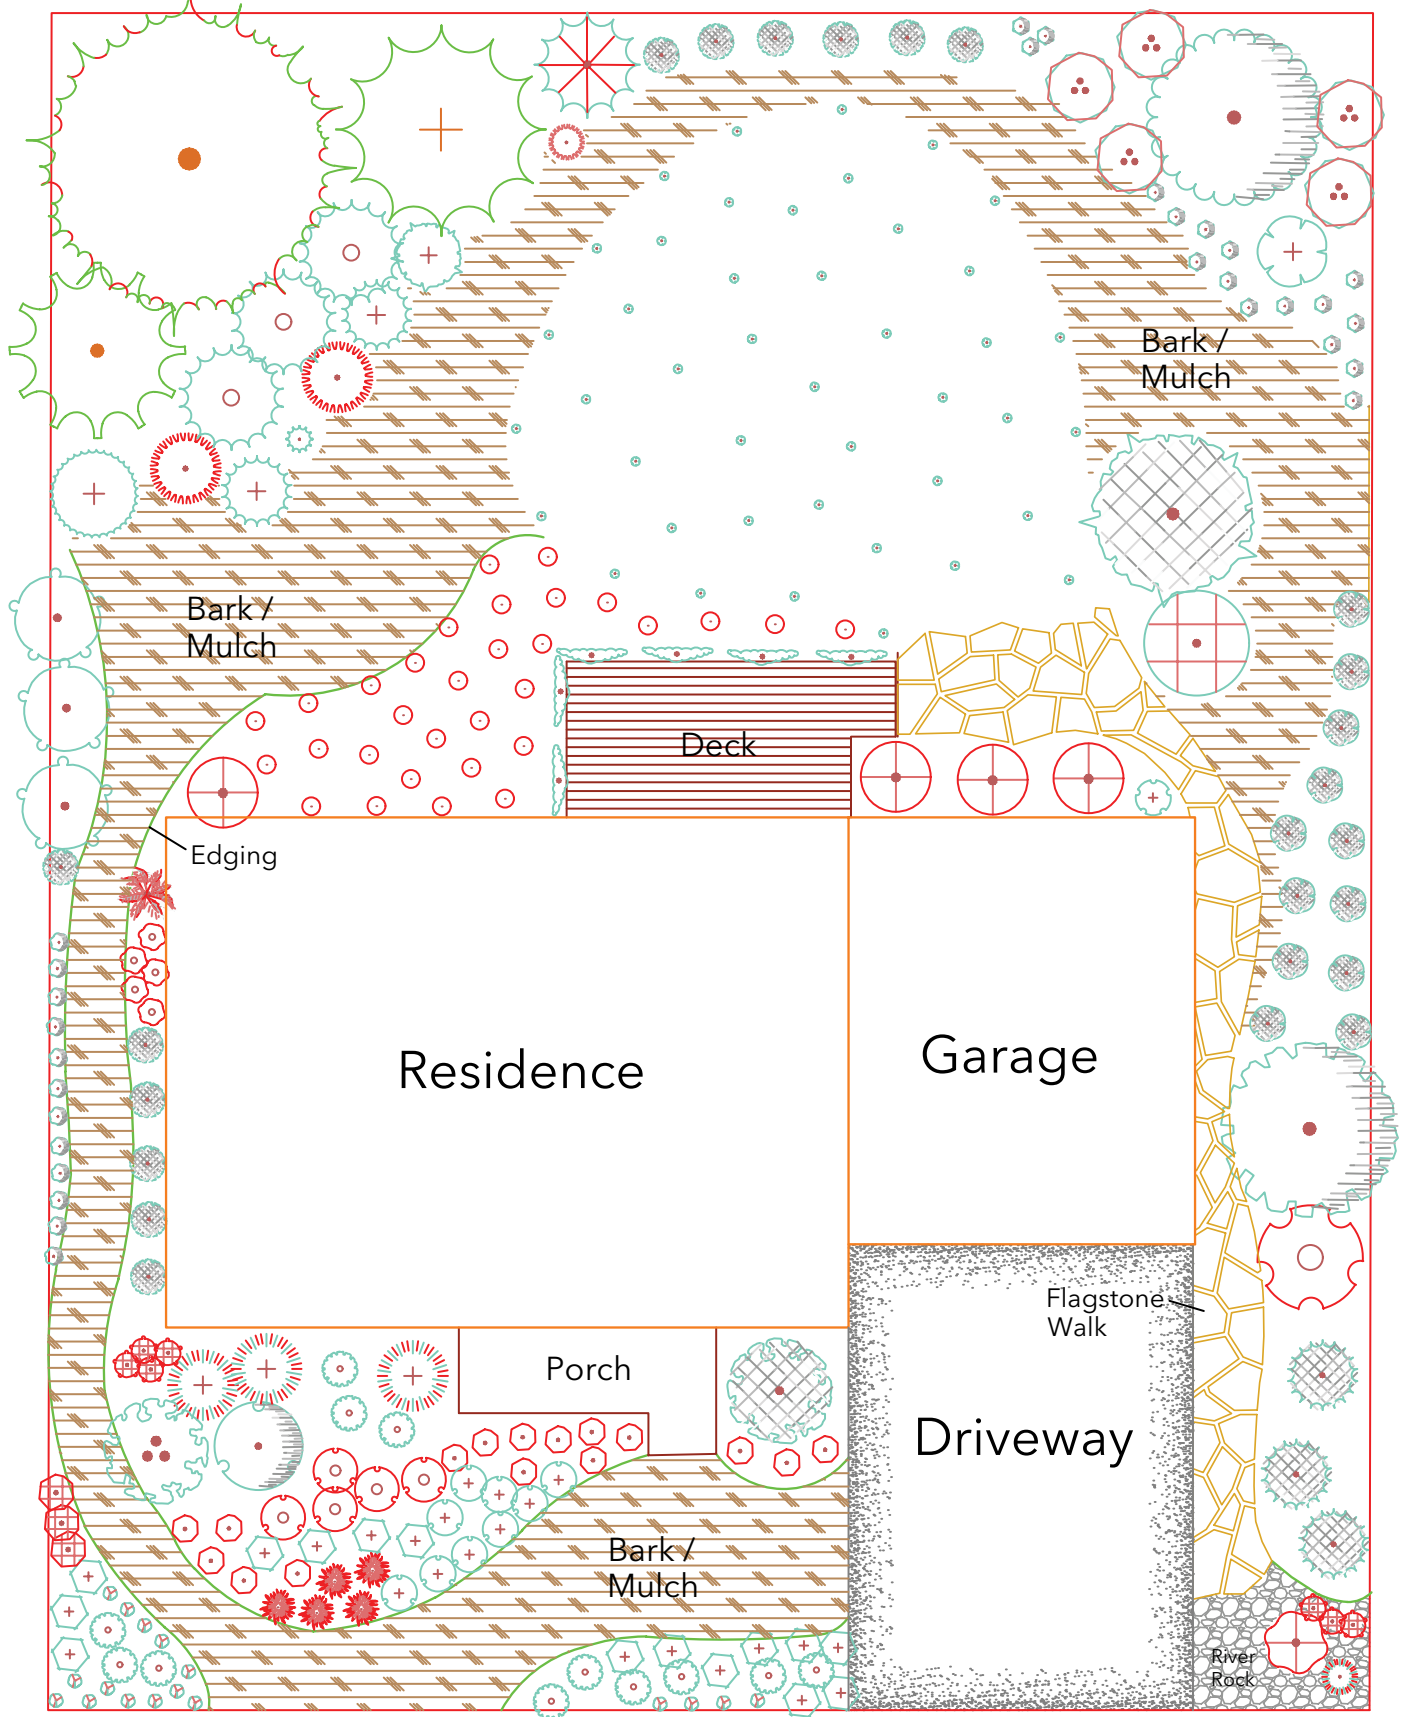 Bark /
Mulch
Bark /
Mulch
Deck
Edging
Residence
Garage
Flagstone
Walk
Porch
Driveway
Bark /
Mulch
River
Rock